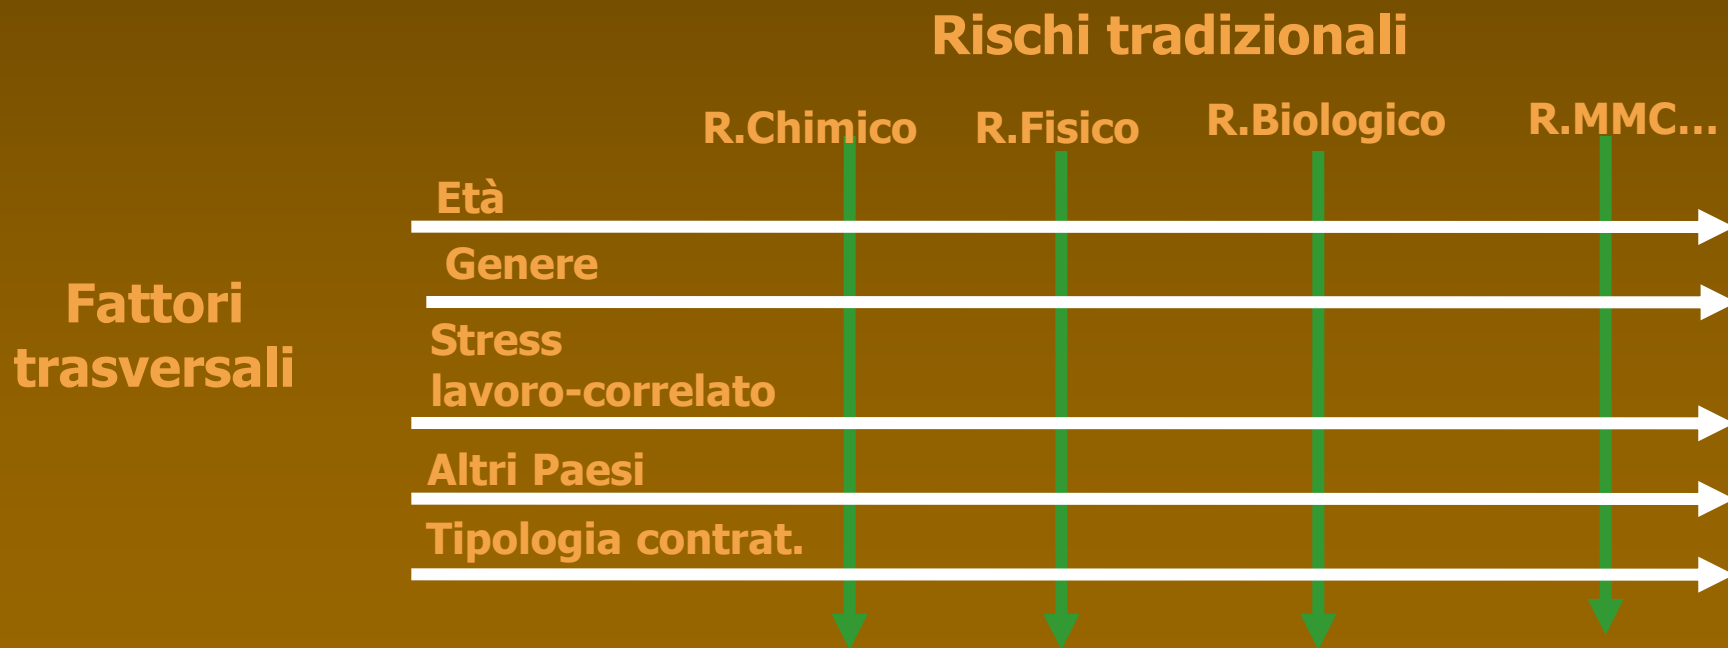 Rischi tradizionali
R.Chimico R.Fisico R.Biologico R.MMC...
Età
Genere
Fattori
trasversali
Stress
lavoro-correlato
Altri Paesi
Tipologia contrat.